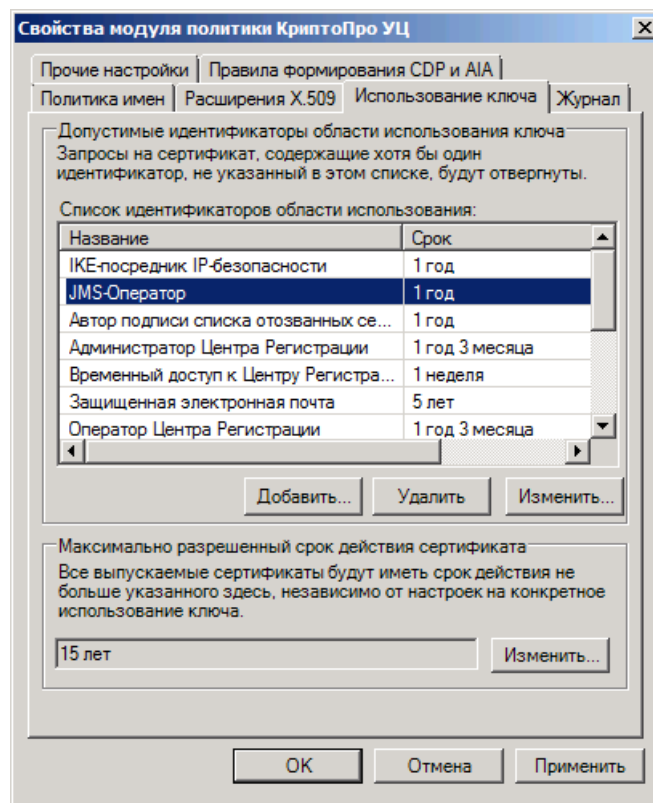 Свойства модуля политики КриптоПро УЦ
Прочие настройки Правила формирования CDP и AIA
Политика имен Расширения X.509 Использование ключа Журнал
Допустимые идентификаторы области использования ключа
Запросы на сертификат, содержащие хотя бы один
идентификатор, не указанный в этом списке, будут отвергнуты.
Список идентификаторов области использования:
Название Срок
IKE-посредник IP-безопасности 1 год
JMS-Оператор 1 год
Автор подписи списка отозванных се... 1 год
Администратор Центра Регистрации 1 год 3 месяца
Временный доступ к Центру Регистра... 1 неделя
Защищенная электронная почта 5 лет
Оператор Центра Регистрации 1 год 3 месяца
Добавить... Удалить Изменить...
Максимально разрешенный срок действия сертификата
Все выпускаемые сертификаты будут иметь срок действия не
больше указанного здесь, независимо от настроек на конкретное
использование ключа.
15 лет Изменить...
OK Отмена Применить